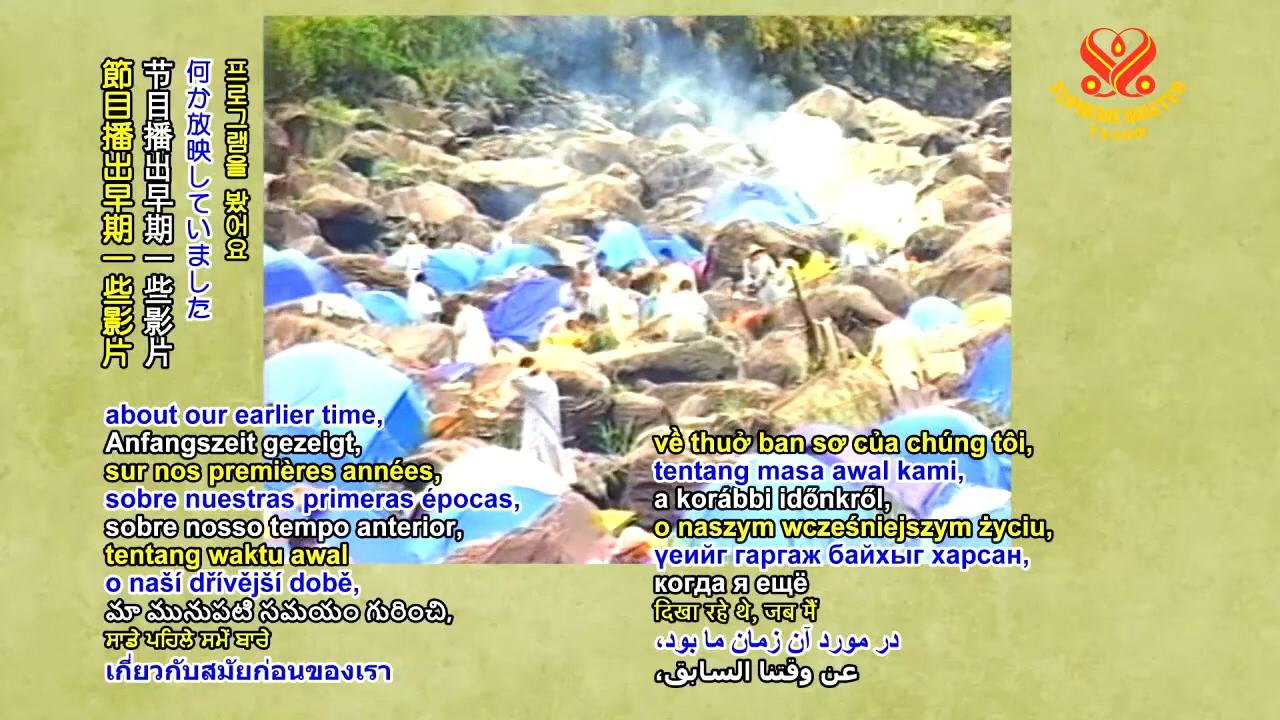 節目播出早期一些影片
节目播出早期一些影片
何か放映していました
프로그램을 봤어요
SUPREME MASTER
TV.com
about our earlier time,
Anfangszeit gezeigt,
sur nos premières années,
sobre nuestras primeras épocas,
sobre nosso tempo anterior,
tentang waktu awal
o naší dřívější době,
మా మునుపటి సమయం గురించి,
ਸਾਡੇ ਪਹਿਲੇ ਸਮੇਂ ਬਾਰੇ
เกี่ยวกับสมัยก่อนของเรา
về thuở ban sơ của chúng tôi,
tentang masa awal kami,
a korábbi időnkről,
o naszym wcześniejszym życiu,
үеийг гаргаж байхыг харсан,
когда я ещё
दिखा रहे थे, जब मैं
در مورد آن زمان ما بود،
عن وقتنا السابق،